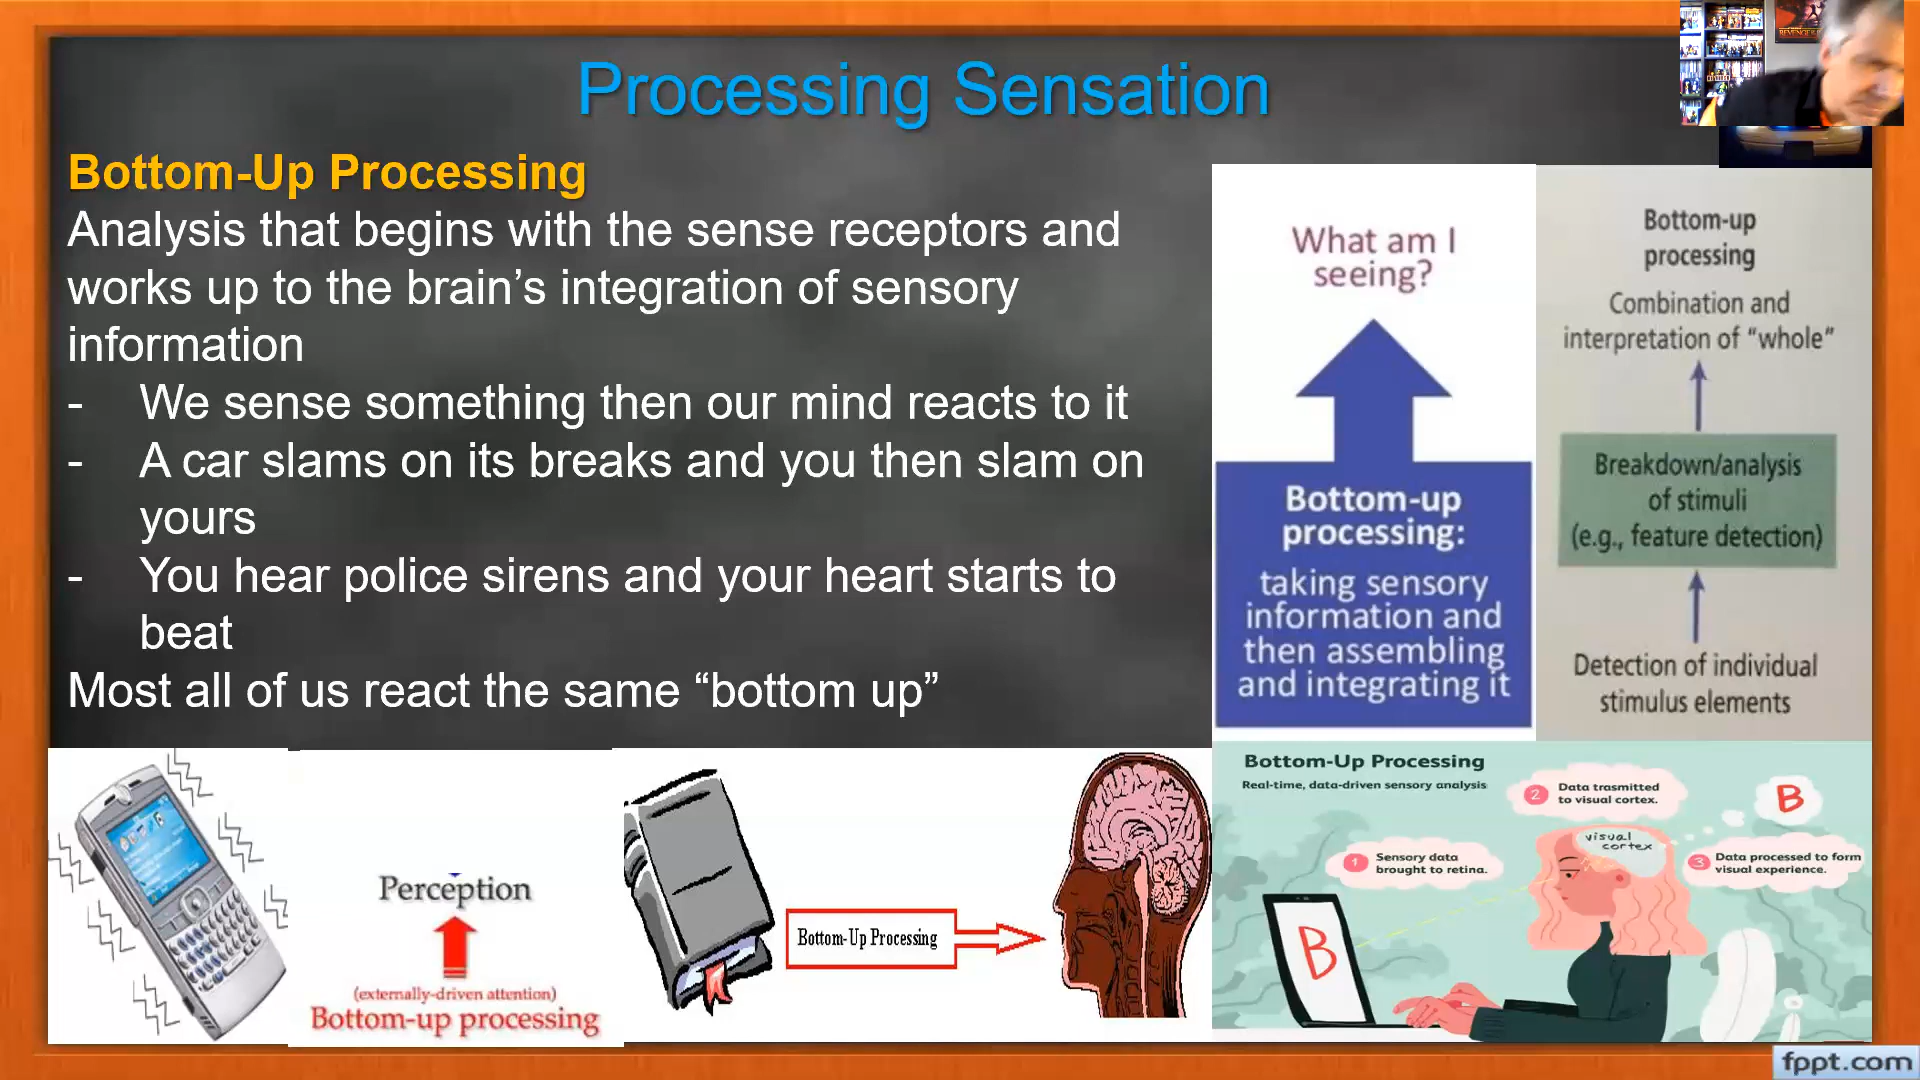 Processing Sensation
Bottom-Up Processing
Analysis that begins with the sense receptors and
works up to the brain’s integration of sensory
information
- We sense something then our mind reacts to it
- A car slams on its breaks and you then slam on
yours
- You hear police sirens and your heart starts to
beat
Most all of us react the same “bottom up”
What am I
seeing?
Bottom-up
processing:
taking sensory
information and
then assembling
and integrating it
Bottom-up
processing
Combination and
interpretation of “whole”
Breakdown/analysis
of stimuli
(e.g., feature detection)
Detection of individual
stimulus elements
Perception
(externally-driven attention)
Bottom-up processing
Bottom-Up Processing
Bottom-Up Processing
Real-time, data-driven sensory analysis
1 Sensory data
brought to retina.
2 Data trasmitted
to visual cortex.
B
visual
cortex
3 Data processed to form
visual experience.
B
fppt.com